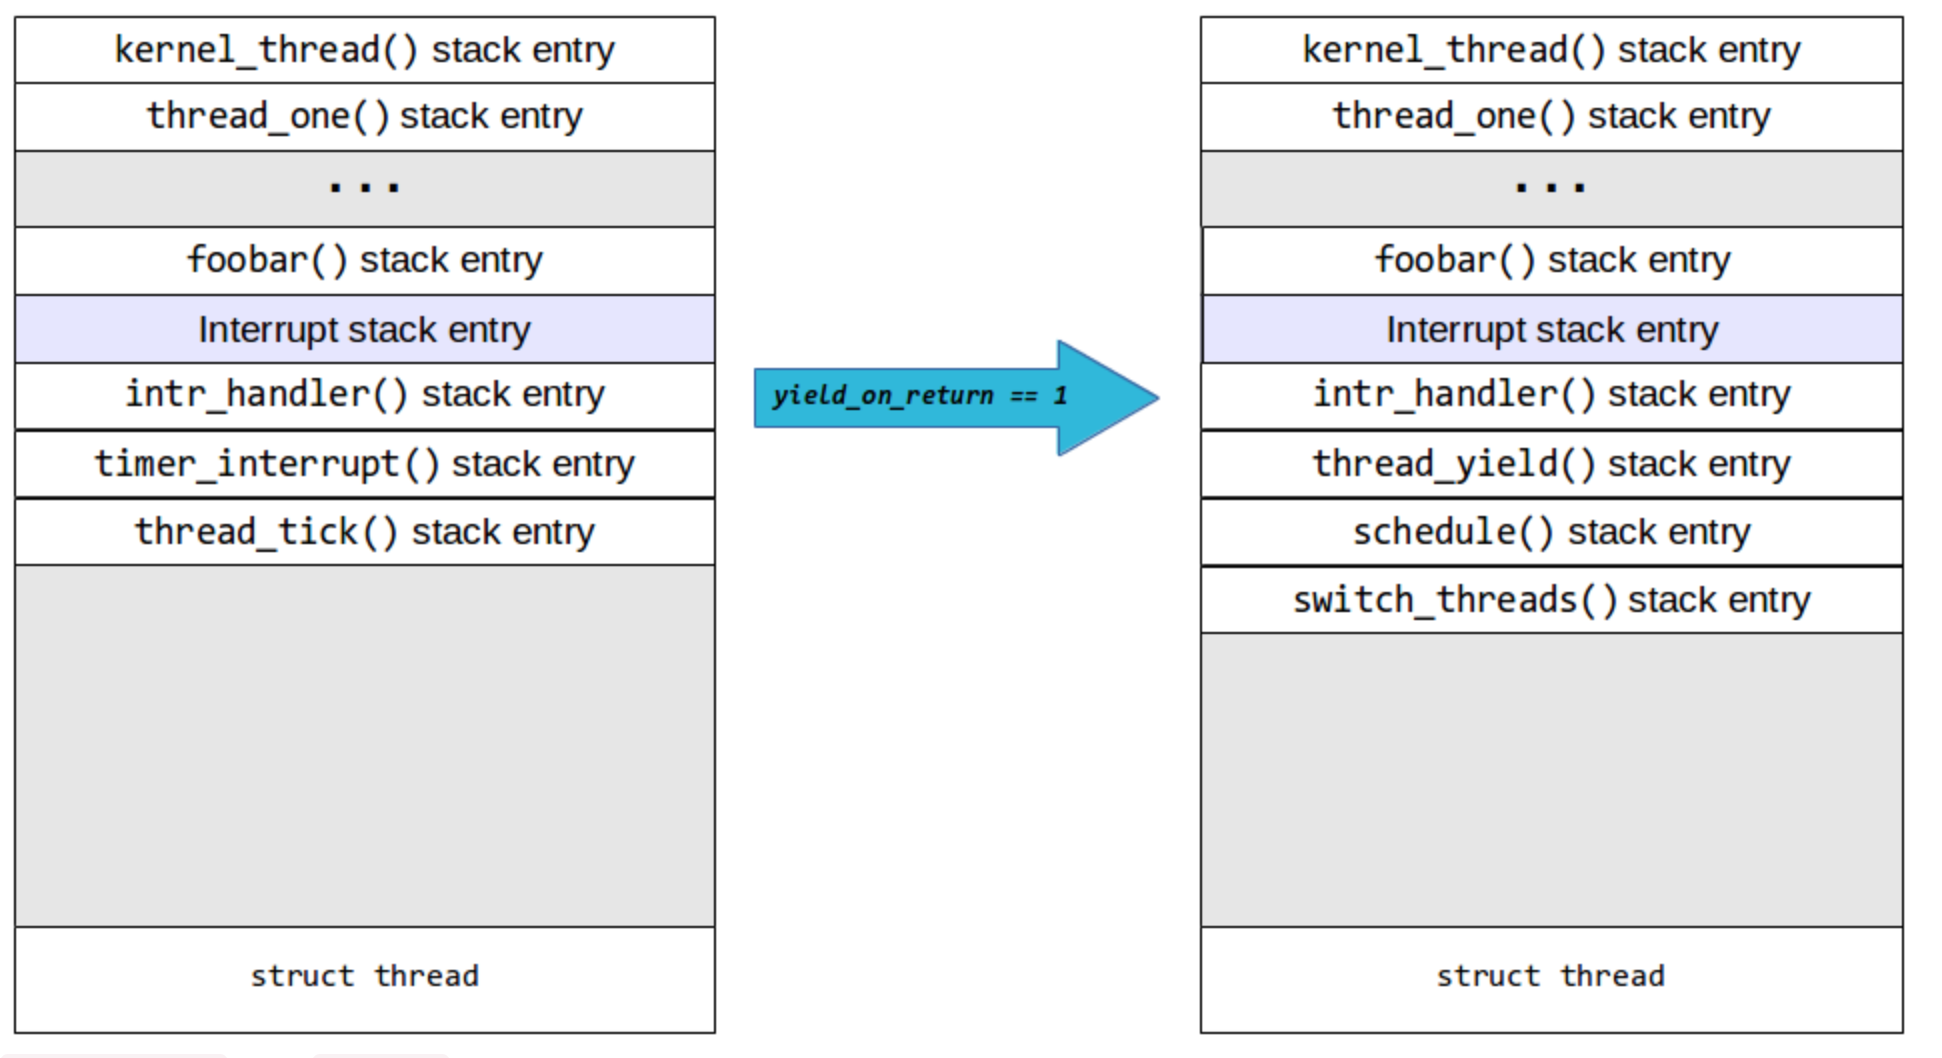 kernel_thread() stack entry
thread_one() stack entry
...
foobar() stack entry
Interrupt stack entry
intr_handler() stack entry
timer_interrupt() stack entry
thread_tick() stack entry
struct thread
yield_on_return == 1
kernel_thread() stack entry
thread_one() stack entry
...
foobar() stack entry
Interrupt stack entry
intr_handler() stack entry
thread_yield() stack entry
schedule() stack entry
switch_threads() stack entry
struct thread